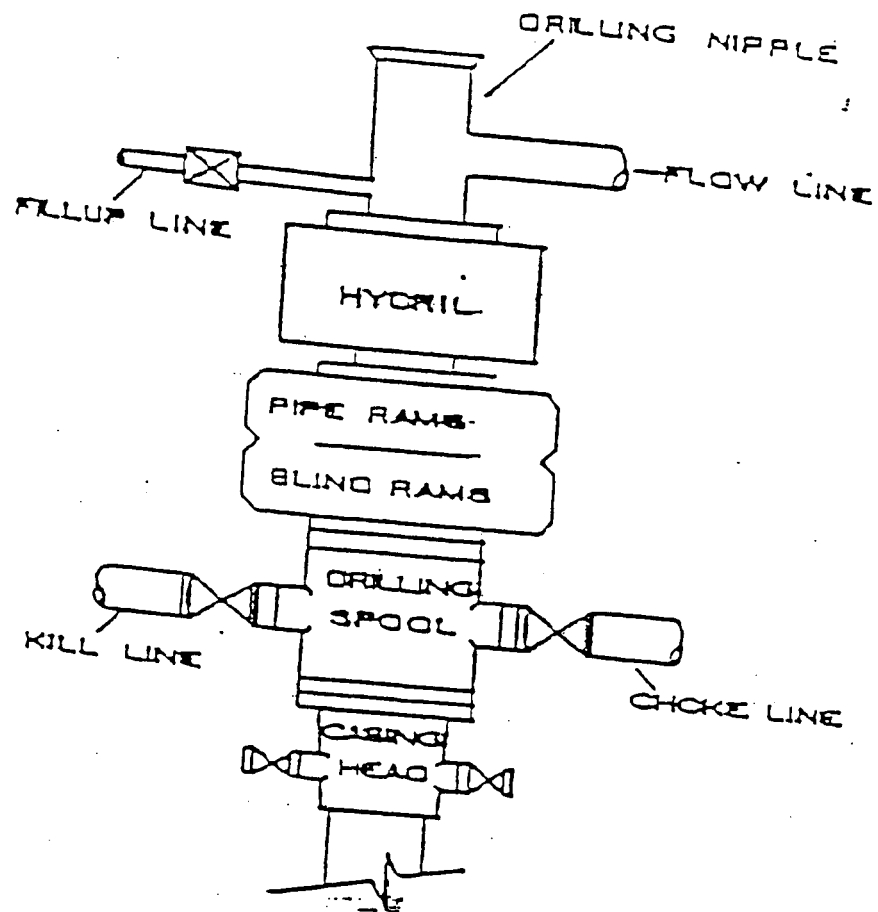 DRILLING NIPPLE
FLOW LINE
FILLUP LINE
HYDRIL
PIPE RAMS
BLIND RAMS
DRILLING
SPOOL
KILL LINE
CHOKE LINE
CASING
HEAD